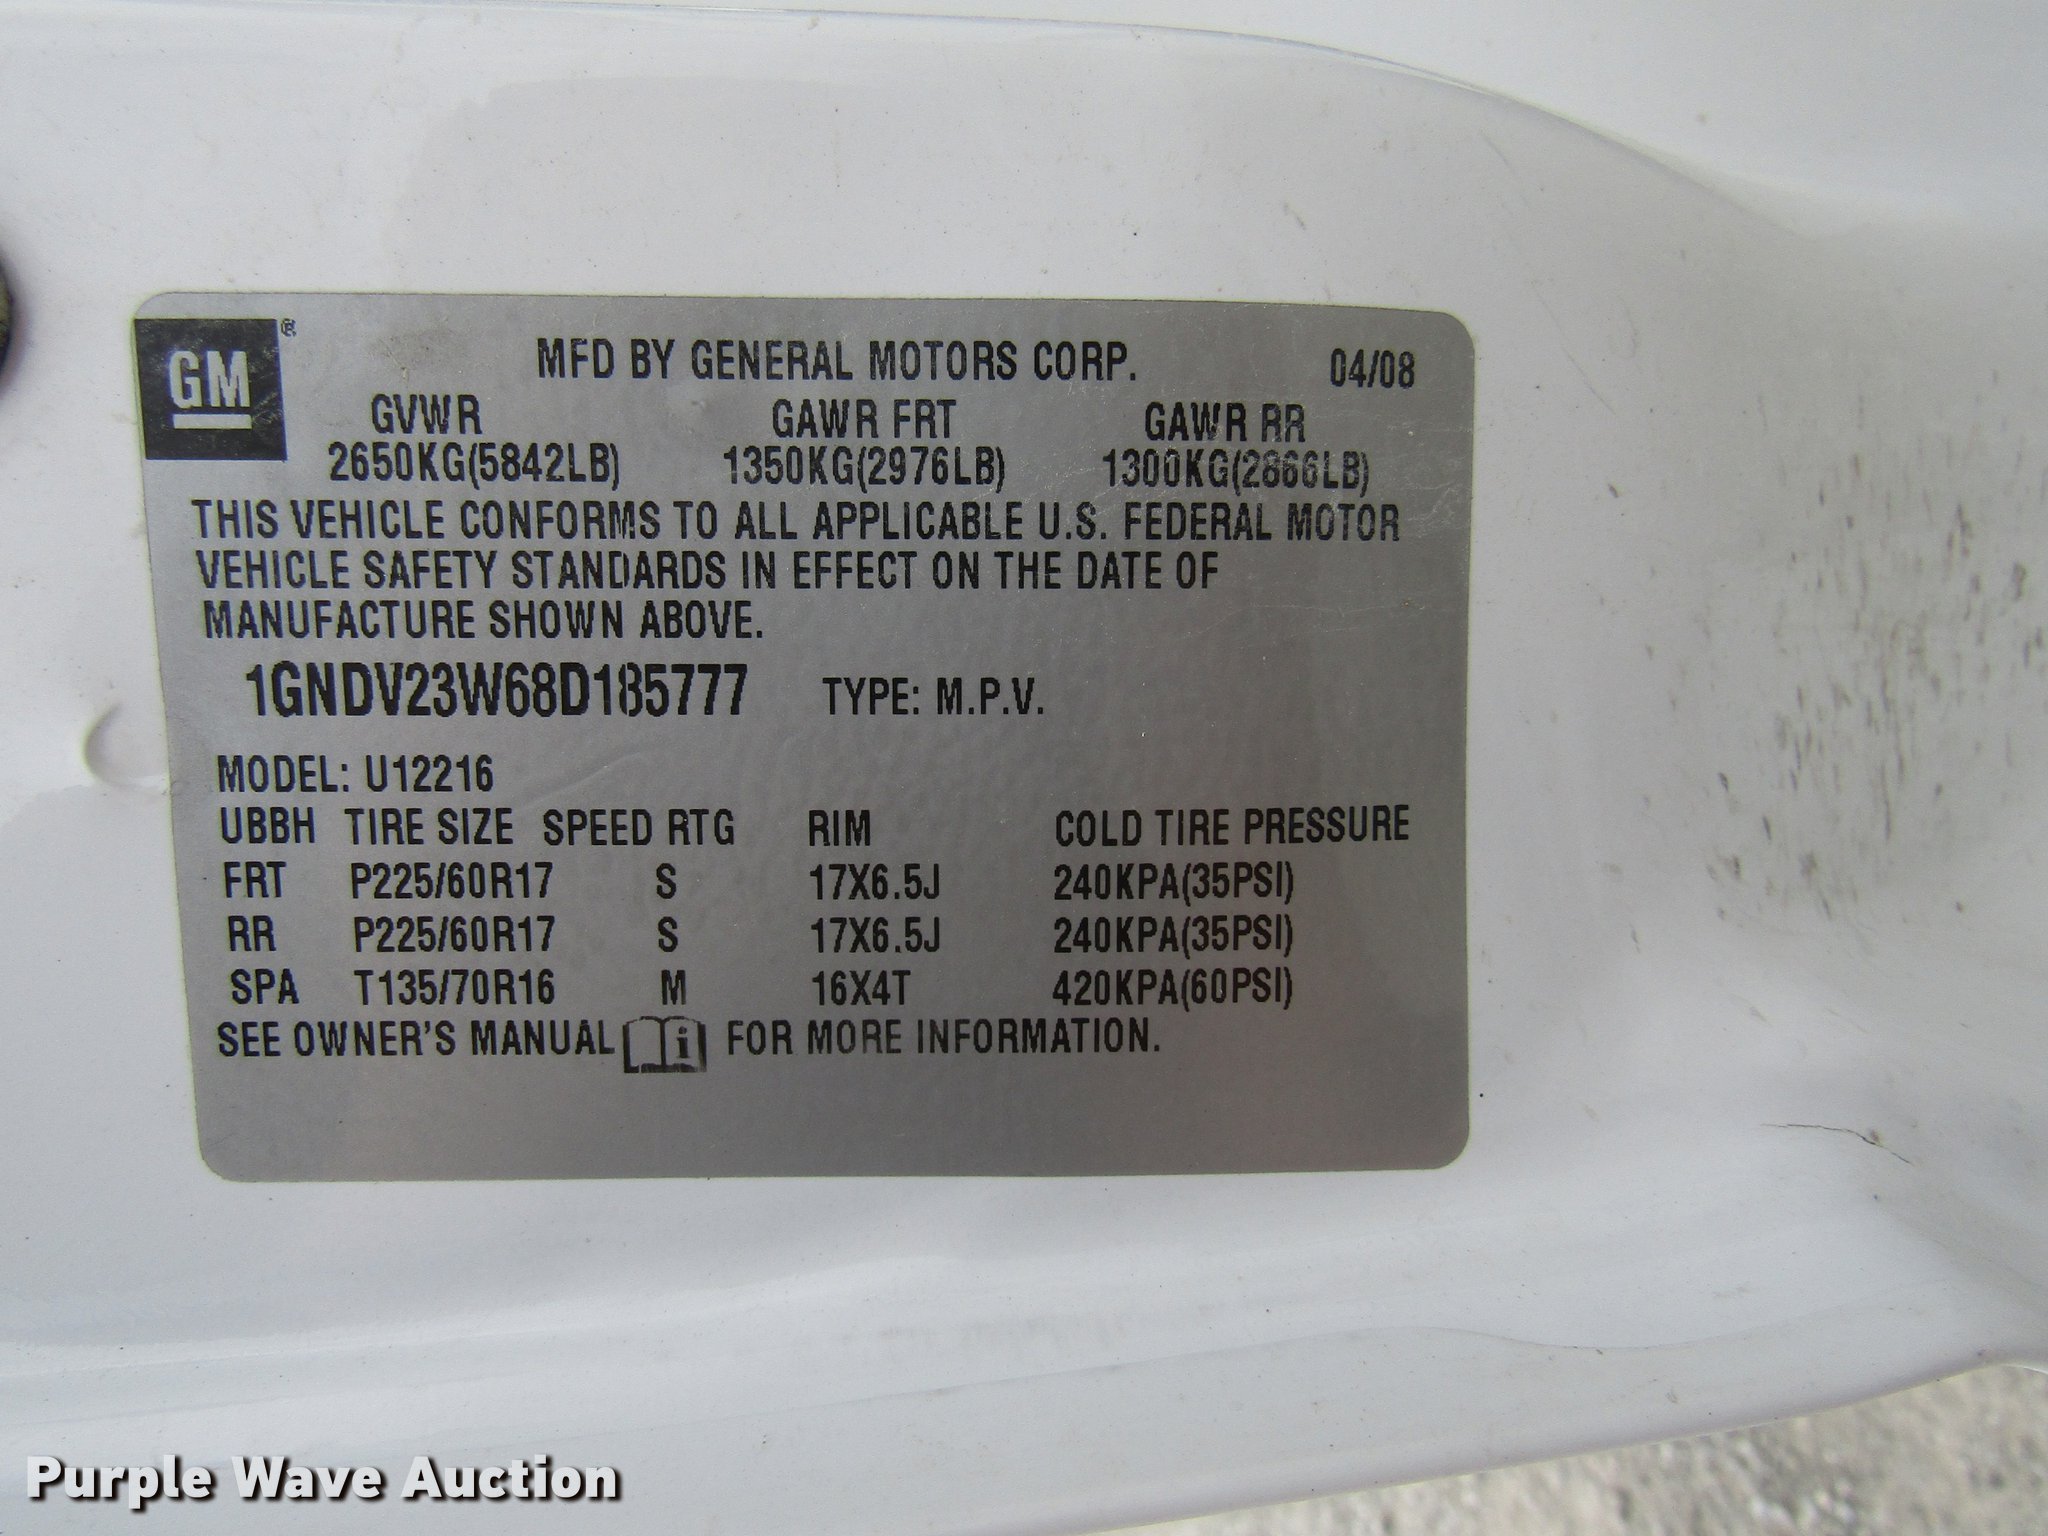 GM®
MFD BY GENERAL MOTORS CORP. 04/08
GVWR GAWR FRT GAWR RR
2650KG(5842LB) 1350KG(2976LB) 1300KG(2866LB)
THIS VEHICLE CONFORMS TO ALL APPLICABLE U.S. FEDERAL MOTOR
VEHICLE SAFETY STANDARDS IN EFFECT ON THE DATE OF
MANUFACTURE SHOWN ABOVE.
1GNDV23W68D185777 TYPE: M.P.V.
MODEL: U12216
UBBH TIRE SIZE SPEED RTG RIM COLD TIRE PRESSURE
FRT P225/60R17 S 17X6.5J 240KPA(35PSI)
RR P225/60R17 S 17X6.5J 240KPA(35PSI)
SPA T135/70R16 M 16X4T 420KPA(60PSI)
SEE OWNER'S MANUAL i FOR MORE INFORMATION.
Purple Wave Auction